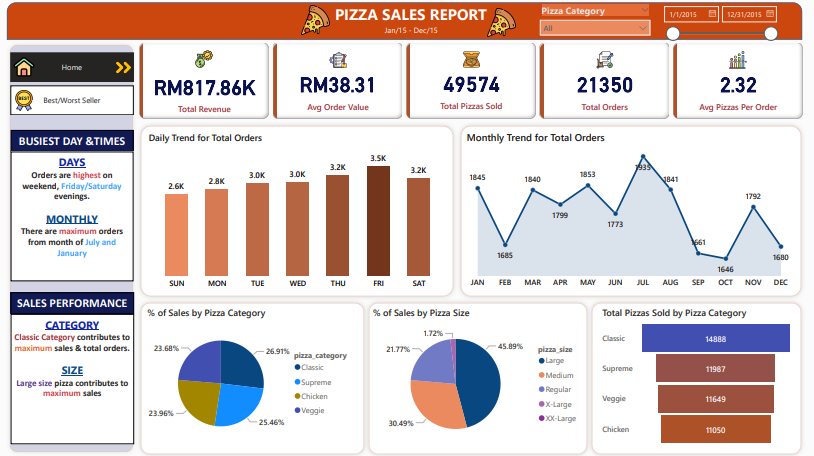 PIZZA SALES REPORT
Jan/15 - Dec/15
Pizza Category
All
1/1/2015
12/31/2015
Home
BEST
Best/Worst Seller
RM817.86K
Total Revenue
RM38.31
Avg Order Value
49574
Total Pizzas Sold
21350
Total Orders
2.32
Avg Pizzas Per Order
BUSIEST DAY &TIMES
DAYS
Orders are highest on
weekend, Friday/Saturday
evenings.
MONTHLY
There are maximum orders
from month of July and
January
SALES PERFORMANCE
CATEGORY
Classic Category contributes to
maximum sales & total orders.
SIZE
Large size pizza contributes to
maximum sales
Daily Trend for Total Orders
2.6K
2.8K
3.0K
3.0K
3.2K
3.5K
3.2K
SUN
MON
TUE
WED
THU
FRI
SAT
Monthly Trend for Total Orders
1845
1685
1840
1799
1853
1773
1935
1841
1661
1646
1792
1680
JAN
FEB
MAR
APR
MAY
JUN
JUL
AUG
SEP
OCT
NOV
DEC
% of Sales by Pizza Category
23.68%
26.91%
23.96%
25.46%
pizza_category
Classic
Supreme
Chicken
Veggie
% of Sales by Pizza Size
1.72%
21.77%
45.89%
30.49%
pizza_size
Large
Medium
Regular
X-Large
XX-Large
Total Pizzas Sold by Pizza Category
Classic
14888
Supreme
11987
Veggie
11649
Chicken
11050